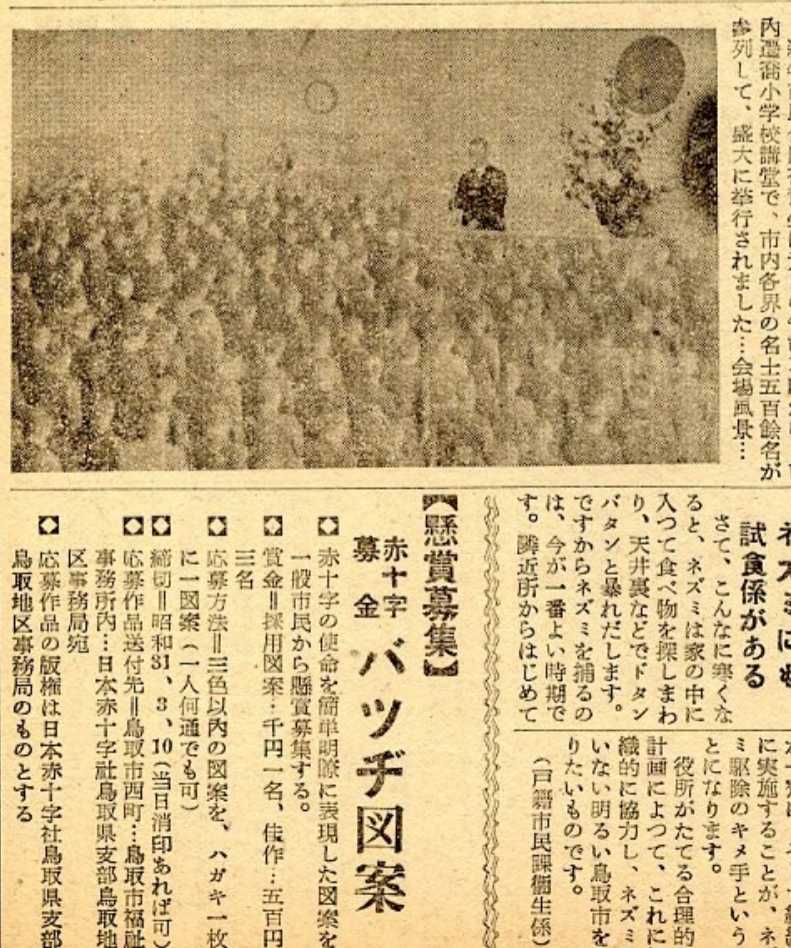 内遷喬小学校講堂で、市内各界の名士五百餘名が
参列して、盛大に挙行されました…会場風景…
試食係がある
さて、こんなに寒くな
ると、ネズミは家の中に
入つて食べ物を探しまわ
り、天井裏などでドタン
バタンと暴れだします。
ですからネズミを捕るの
は、今が一番よい時期で
す。隣近所からはじめて
に実施することが、ネ
ミ駆除のキメ手という
とになります。
役所がたてる合理的
計画によつて、これに
織的に協力し、ネズミ
いない明るい鳥取市を
りたいものです。
(戸籍市民課衞生係)
【懸賞募集】
赤十字
募金
バツヂ図案
◇赤十字の使命を簡単明瞭に表現した図案を
一般市民から懸賞募集する。
◇賞金=採用図案…千円一名、佳作…五百円
三名
◇応募方法=三色以内の図案を、ハガキ一枚
に一図案(一人何通でも可)
◇締切=昭和31、3、10(当日消印あれば可)
◇応募作品送付先=鳥取市西町…鳥取市福祉
事務所内…日本赤十字社鳥取県支部鳥取地
区事務局宛
◇応募作品の版権は日本赤十字社鳥取県支部
鳥取地区事務局のものとする